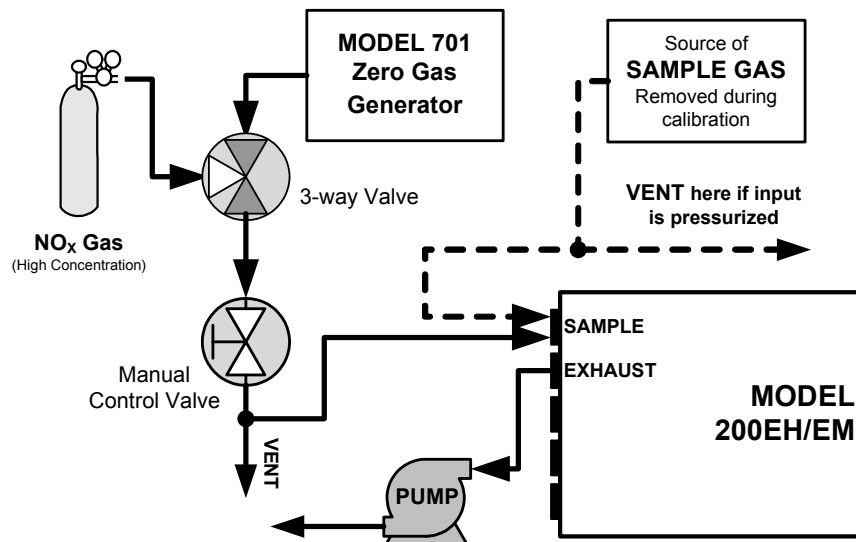 MODEL 701
Zero Gas
Generator
Source of
SAMPLE GAS
Removed during
calibration
3-way Valve
VENT here if input
is pressurized
NOX Gas
(High Concentration)
SAMPLE
EXHAUST
Manual
Control Valve
MODEL
200EH/EM
VENT
PUMP